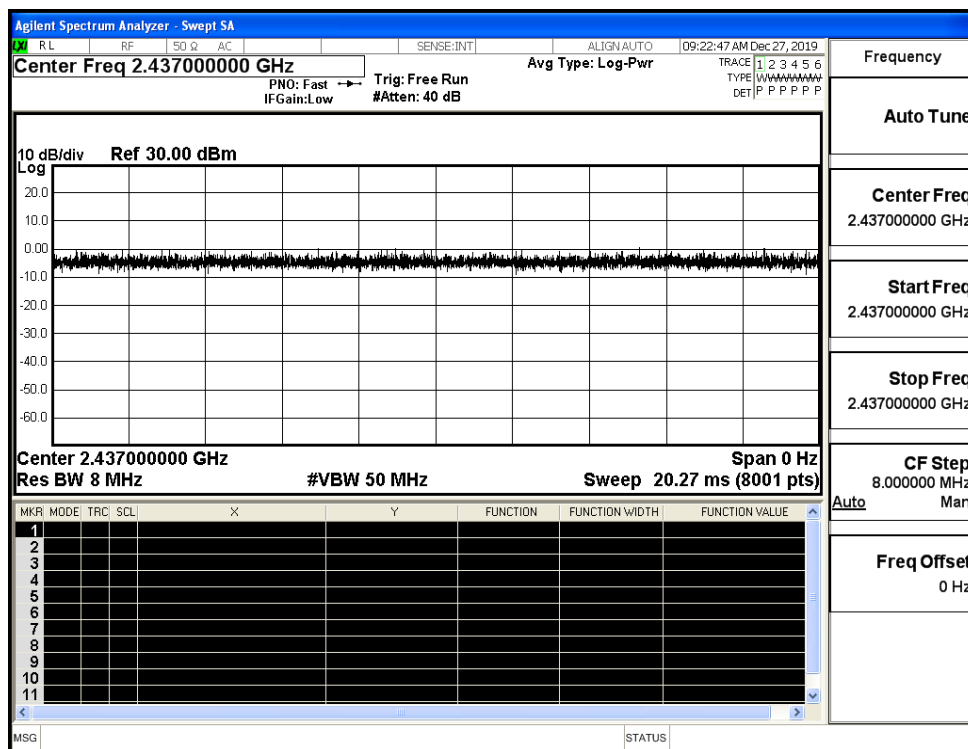 Agilent Spectrum Analyzer - Swept SA
LXI RL RF 50 Ω AC SENSE:INT ALIGN AUTO 09:22:47 AM Dec 27, 2019
Center Freq 2.437000000 GHz
PNO: Fast
IFGain:Low
Trig: Free Run
#Atten: 40 dB
Avg Type: Log-Pwr
TRACE 1 2 3 4 5 6
TYPE WWWWWW
DET P P P P P P
10 dB/div Ref 30.00 dBm
Log
20.0
10.0
0.00
-10.0
-20.0
-30.0
-40.0
-50.0
-60.0
Center 2.437000000 GHz Span 0 Hz
Res BW 8 MHz #VBW 50 MHz Sweep 20.27 ms (8001 pts)
MKR MODE TRC SCL X Y FUNCTION FUNCTION WIDTH FUNCTION VALUE
1
2
3
4
5
6
7
8
9
10
11
MSG STATUS
Frequency
Auto Tune
Center Freq
2.437000000 GHz
Start Freq
2.437000000 GHz
Stop Freq
2.437000000 GHz
CF Step
8.000000 MHz
Auto Man
Freq Offset
0 Hz